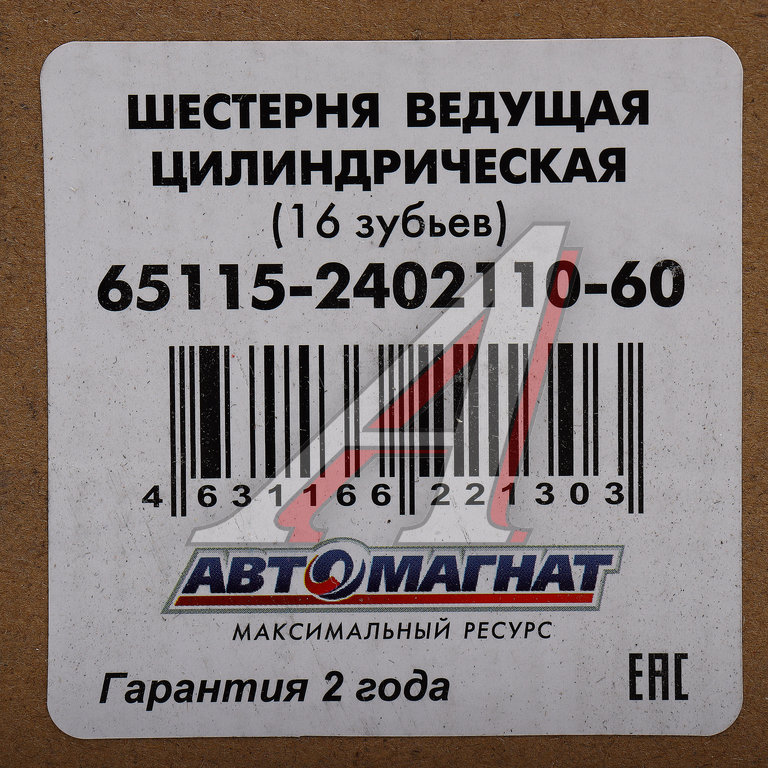 ШЕСТЕРНЯ ВЕДУЩАЯ
ЦИЛИНДРИЧЕСКАЯ
(16 зубьев)
65115-2402110-60
4 631166 221303
АВТОМАГНАТ
МАКСИМАЛЬНЫЙ РЕСУРС
Гарантия 2 года
EAC